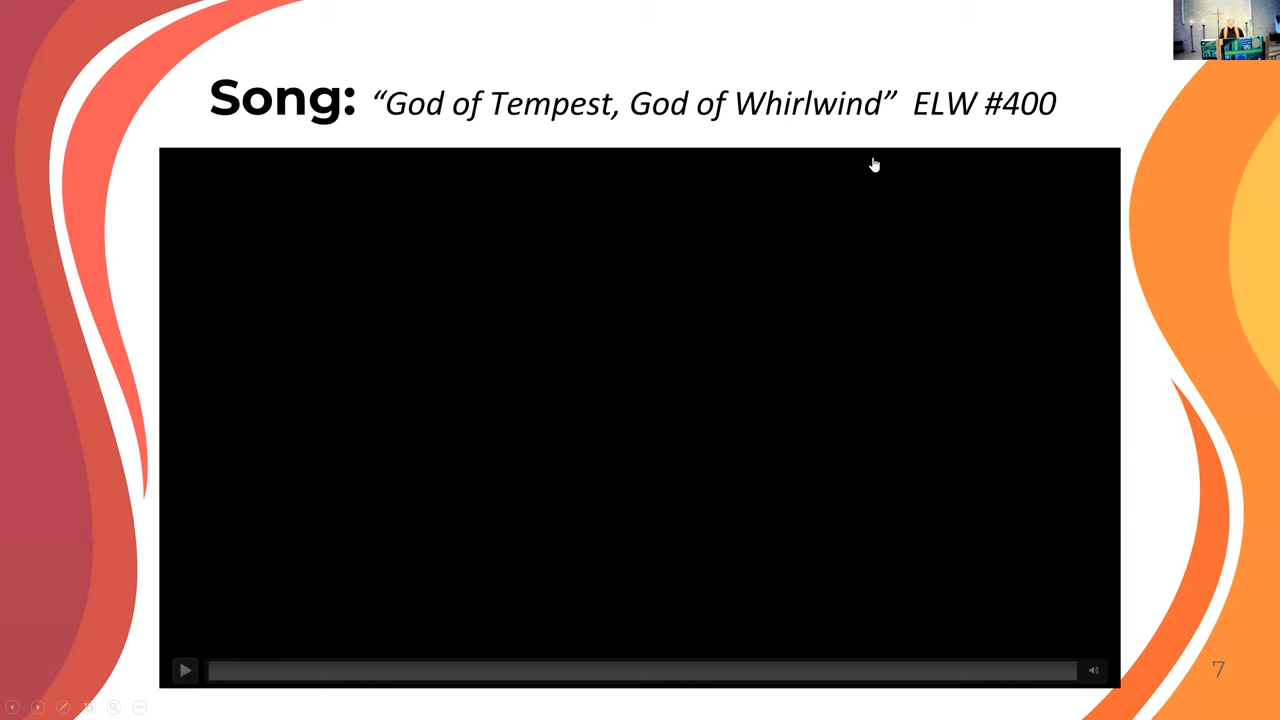 Song: “God of Tempest, God of Whirlwind” ELW #400
7